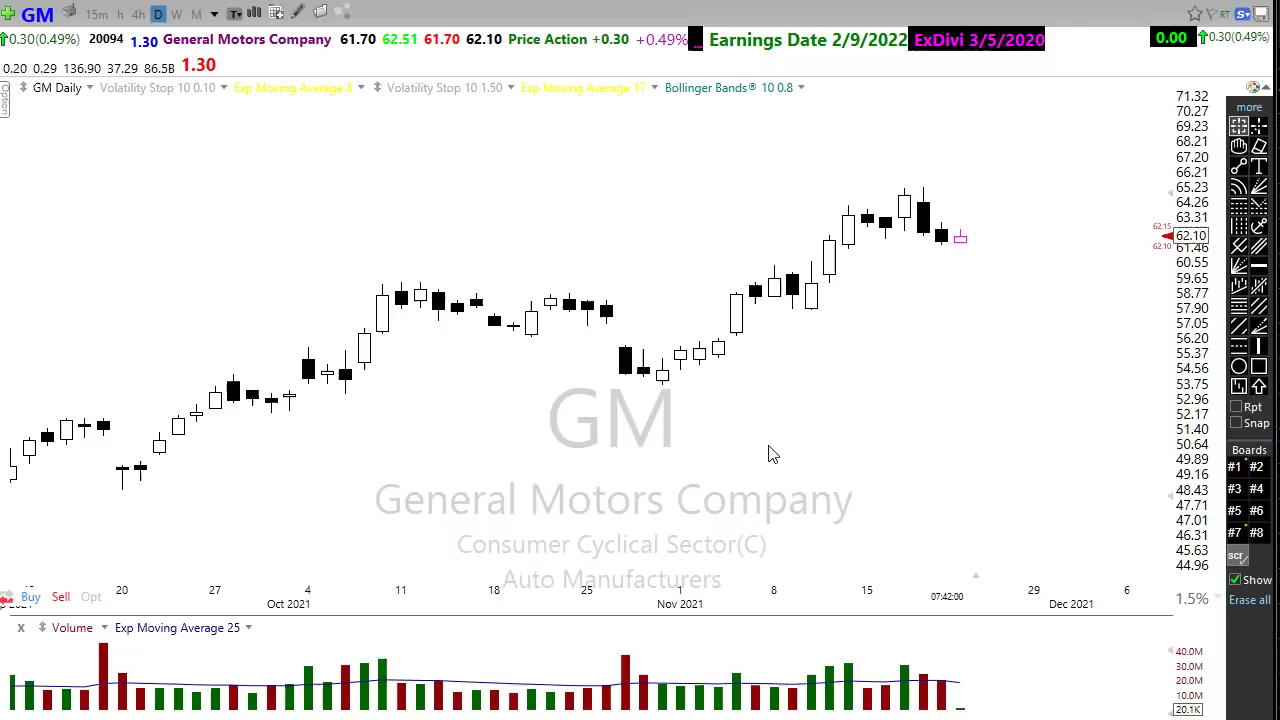 GM 15m h 4h D W M T RT S
0.30(0.49%) 20094 1.30 General Motors Company 61.70 62.51 61.70 62.10 Price Action +0.30 +0.49% ... Earnings Date 2/9/2022 ExDivi 3/5/2020 0.00 0.30(0.49%)
0.20 0.29 136.90 37.29 86.5B 1.30
Option
GM Daily Volatility Stop 10 0.10 Exp Moving Average 8 Volatility Stop 10 1.50 Exp Moving Average 17 Bollinger Bands® 10 0.8
71.32
70.27
69.23
68.21
67.20
66.21
65.23
64.26
63.31
62.15
62.10
62.10
61.46
60.55
59.65
58.77
57.90
57.05
56.20
55.37
54.56
53.75
52.96
52.17
51.40
50.64
49.89
49.16
48.43
47.71
47.01
46.31
45.63
44.96
more
T
Rpt
Snap
Boards
#1 #2
#3 #4
#5 #6
#7 #8
scr
Show
Erase all
GM
General Motors Company
Consumer Cyclical Sector(C)
Auto Manufacturers
20 27 4 11 18 25 1 8 15 07:42:00 29 6
Oct 2021 Nov 2021 Dec 2021
Buy Sell Opt 1.5%
X Volume Exp Moving Average 25
40.0M
30.0M
20.0M
10.0M
20.1K